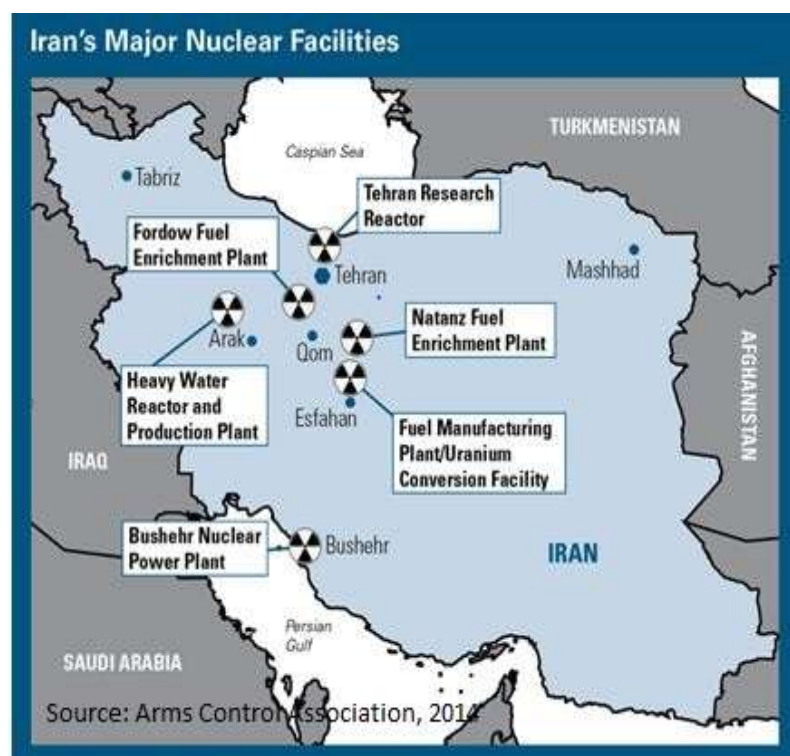 Iran's Major Nuclear Facilities
Caspian Sea
TURKMENISTAN
Tabriz
Tehran Research
Reactor
Fordow Fuel
Enrichment Plant
Tehran
Mashhad
Natanz Fuel
Enrichment Plant
Arak
Qom
Heavy Water
Reactor and
Production Plant
Esfahan
Fuel Manufacturing
Plant/Uranium
Conversion Facility
AFGHANISTAN
IRAQ
Bushehr Nuclear
Power Plant
Bushehr
IRAN
Persian
Gulf
SAUDI ARABIA
Source: Arms Control Association, 2014